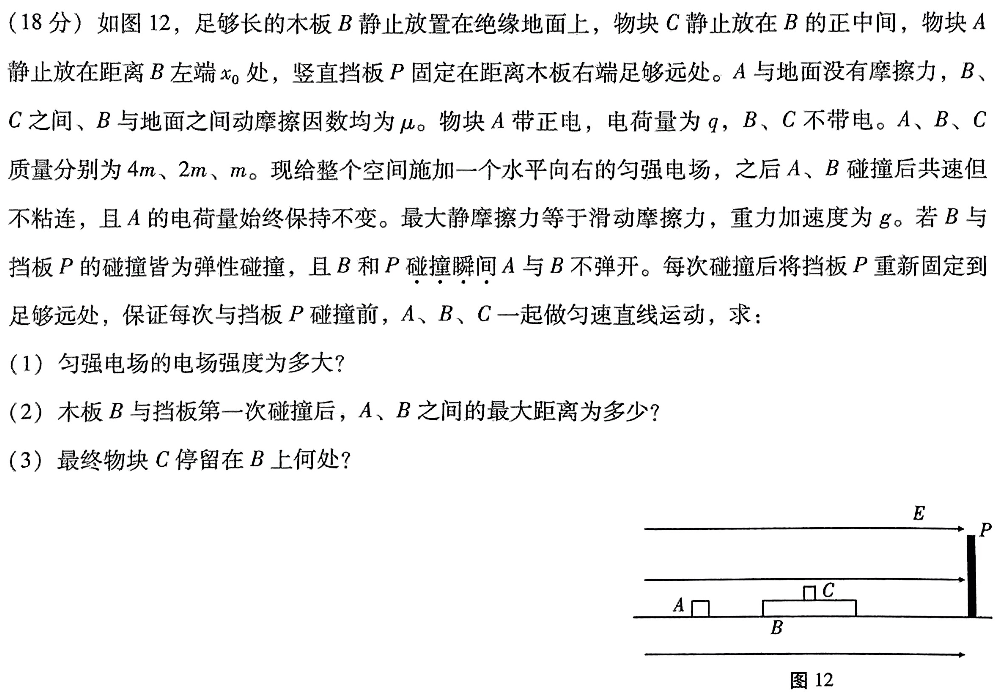 (18 分) 如图 12，足够长的木板 B 静止放置在绝缘地面上，物块 C 静止放在 B 的正中间，物块 A
静止放在距离 B 左端 x₀ 处，竖直挡板 P 固定在距离木板右端足够远处。A 与地面没有摩擦力，B、
C 之间、B 与地面之间动摩擦因数均为 μ。物块 A 带正电，电荷量为 q，B、C 不带电。A、B、C
质量分别为 4m、2m、m。现给整个空间施加一个水平向右的匀强电场，之后 A、B 碰撞后共速但
不粘连，且 A 的电荷量始终保持不变。最大静摩擦力等于滑动摩擦力，重力加速度为 g。若 B 与
挡板 P 的碰撞皆为弹性碰撞，且 B 和 P 碰撞瞬间 A 与 B 不弹开。每次碰撞后将挡板 P 重新固定到
足够远处，保证每次与挡板 P 碰撞前，A、B、C 一起做匀速直线运动，求：
(1) 匀强电场的电场强度为多大？
(2) 木板 B 与挡板第一次碰撞后，A、B 之间的最大距离为多少？
(3) 最终物块 C 停留在 B 上何处？
E
P
C
A
B
图 12